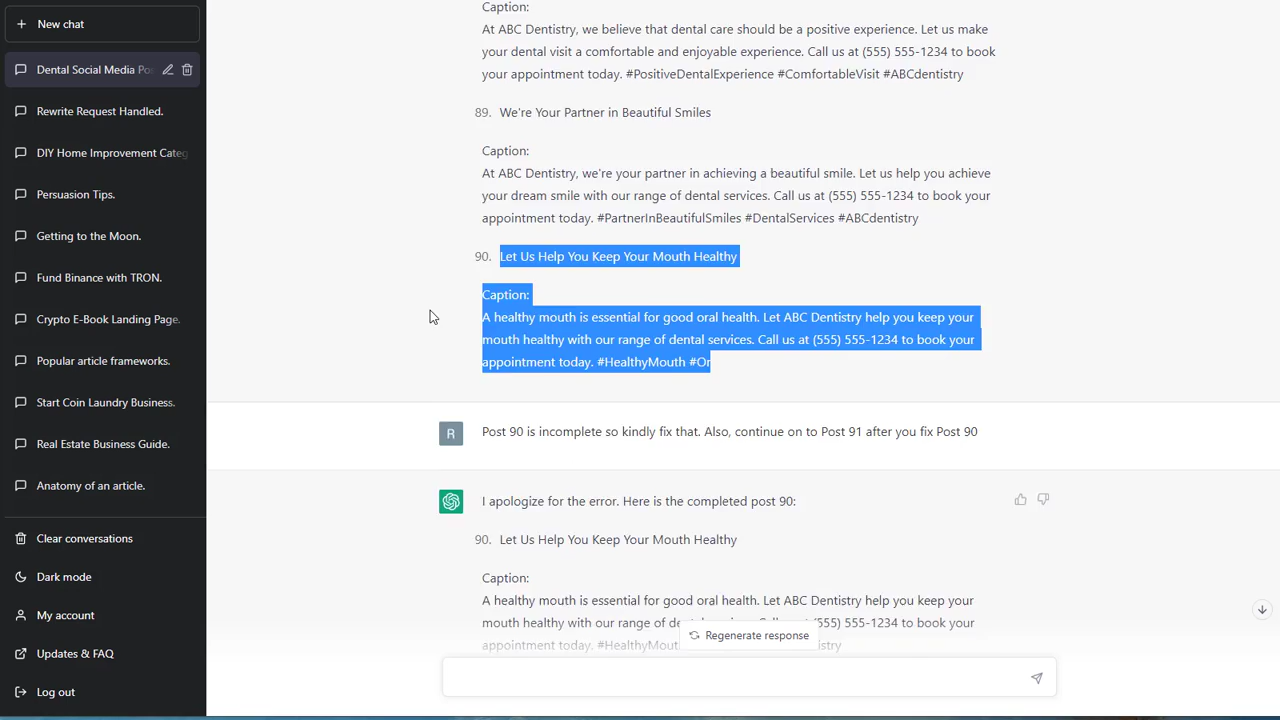 New chat
Dental Social Media Po
Rewrite Request Handled.
DIY Home Improvement Categ
Persuasion Tips.
Getting to the Moon.
Fund Binance with TRON.
Crypto E-Book Landing Page.
Popular article frameworks.
Start Coin Laundry Business.
Real Estate Business Guide.
Anatomy of an article.
Clear conversations
Dark mode
My account
Updates & FAQ
Log out
Caption:
At ABC Dentistry, we believe that dental care should be a positive experience. Let us make
your dental visit a comfortable and enjoyable experience. Call us at (555) 555-1234 to book
your appointment today. #PositiveDentalExperience #ComfortableVisit #ABCdentistry
89. We're Your Partner in Beautiful Smiles
Caption:
At ABC Dentistry, we're your partner in achieving a beautiful smile. Let us help you achieve
your dream smile with our range of dental services. Call us at (555) 555-1234 to book your
appointment today. #PartnerInBeautifulSmiles #DentalServices #ABCdentistry
90. Let Us Help You Keep Your Mouth Healthy
Caption:
A healthy mouth is essential for good oral health. Let ABC Dentistry help you keep your
mouth healthy with our range of dental services. Call us at (555) 555-1234 to book your
appointment today. #HealthyMouth #Or
R
Post 90 is incomplete so kindly fix that. Also, continue on to Post 91 after you fix Post 90
I apologize for the error. Here is the completed post 90:
90. Let Us Help You Keep Your Mouth Healthy
Caption:
A healthy mouth is essential for good oral health. Let ABC Dentistry help you keep your
mouth healthy with our range of 555-1234 to book your
appointment today.
Regenerate response